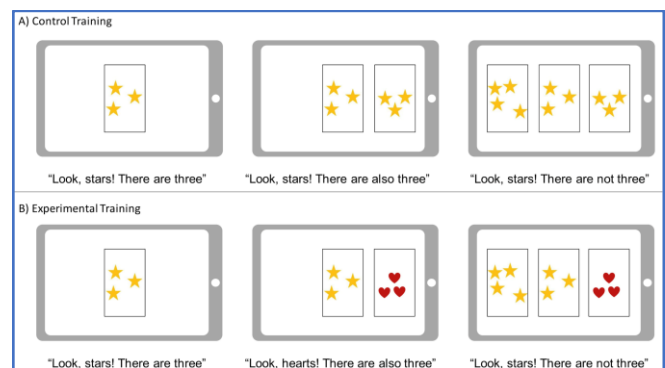 A) Control Training
“Look, stars! There are three”
“Look, stars! There are also three”
“Look, stars! There are not three”
B) Experimental Training
“Look, stars! There are three”
“Look, hearts! There are also three”
“Look, stars! There are not three”